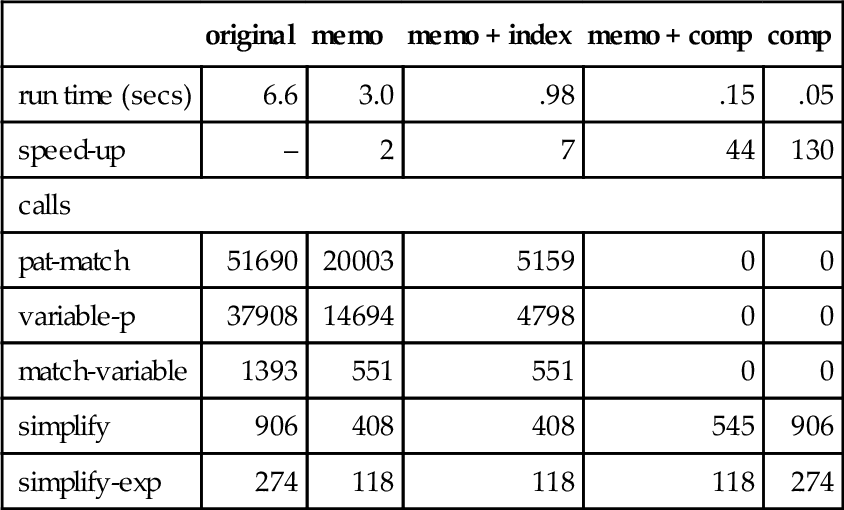 original memo memo + index memo + comp comp
run time (secs) 6.6 3.0 .98 .15 .05
speed-up – 2 7 44 130
calls
pat-match 51690 20003 5159 0 0
variable-p 37908 14694 4798 0 0
match-variable 1393 551 551 0 0
simplify 906 408 408 545 906
simplify-exp 274 118 118 118 274